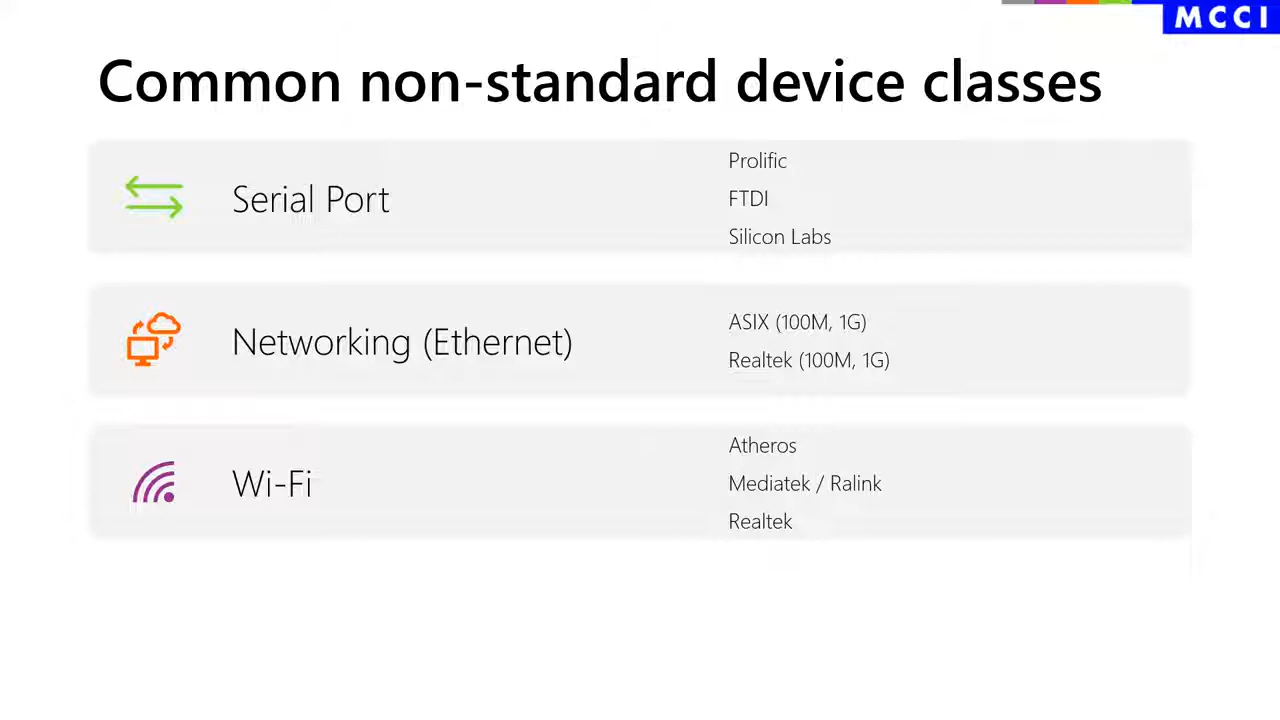 MCCI
Common non-standard device classes
Serial Port
Prolific
FTDI
Silicon Labs
Networking (Ethernet)
ASIX (100M, 1G)
Realtek (100M, 1G)
Wi-Fi
Atheros
Mediatek / Ralink
Realtek